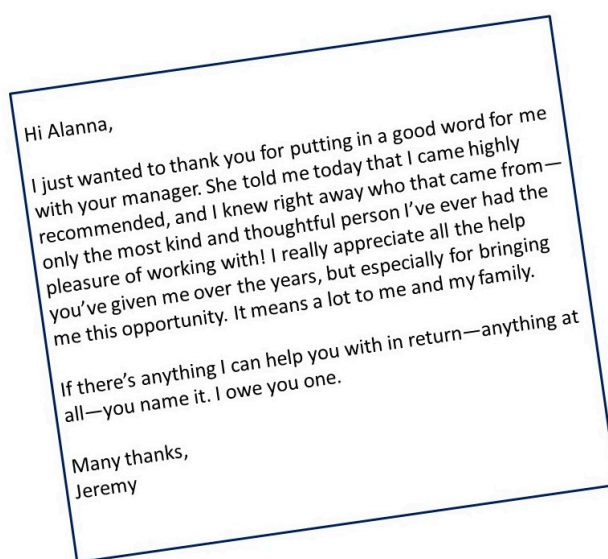 Hi Alanna,
I just wanted to thank you for putting in a good word for me
with your manager. She told me today that I came highly
recommended, and I knew right away who that came from—
only the most kind and thoughtful person I’ve ever had the
pleasure of working with! I really appreciate all the help
you’ve given me over the years, but especially for bringing
me this opportunity. It means a lot to me and my family.
If there’s anything I can help you with in return—anything at
all—you name it. I owe you one.
Many thanks,
Jeremy